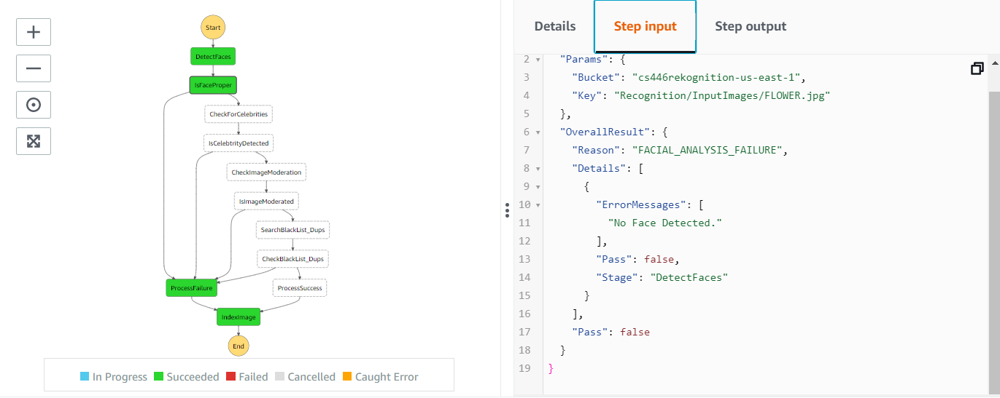 Start
DetectFaces
IsFaceProper
CheckForCelebrities
IsCelebtrityDetected
CheckImageModeration
IsImageModerated
SearchBlackList_Dups
CheckBlackList_Dups
ProcessFailure
ProcessSuccess
IndexImage
End
In Progress Succeeded Failed Cancelled Caught Error
Details Step input Step output
2 "Params": {
3 "Bucket": "cs446rekognition-us-east-1",
4 "Key": "Recognition/InputImages/FLOWER.jpg"
5 },
6 "OverallResult": {
7 "Reason": "FACIAL_ANALYSIS_FAILURE",
8 "Details": [
9 {
10 "ErrorMessages": [
11 "No Face Detected."
12 ],
13 "Pass": false,
14 "Stage": "DetectFaces"
15 }
16 ],
17 "Pass": false
18 }
19 }